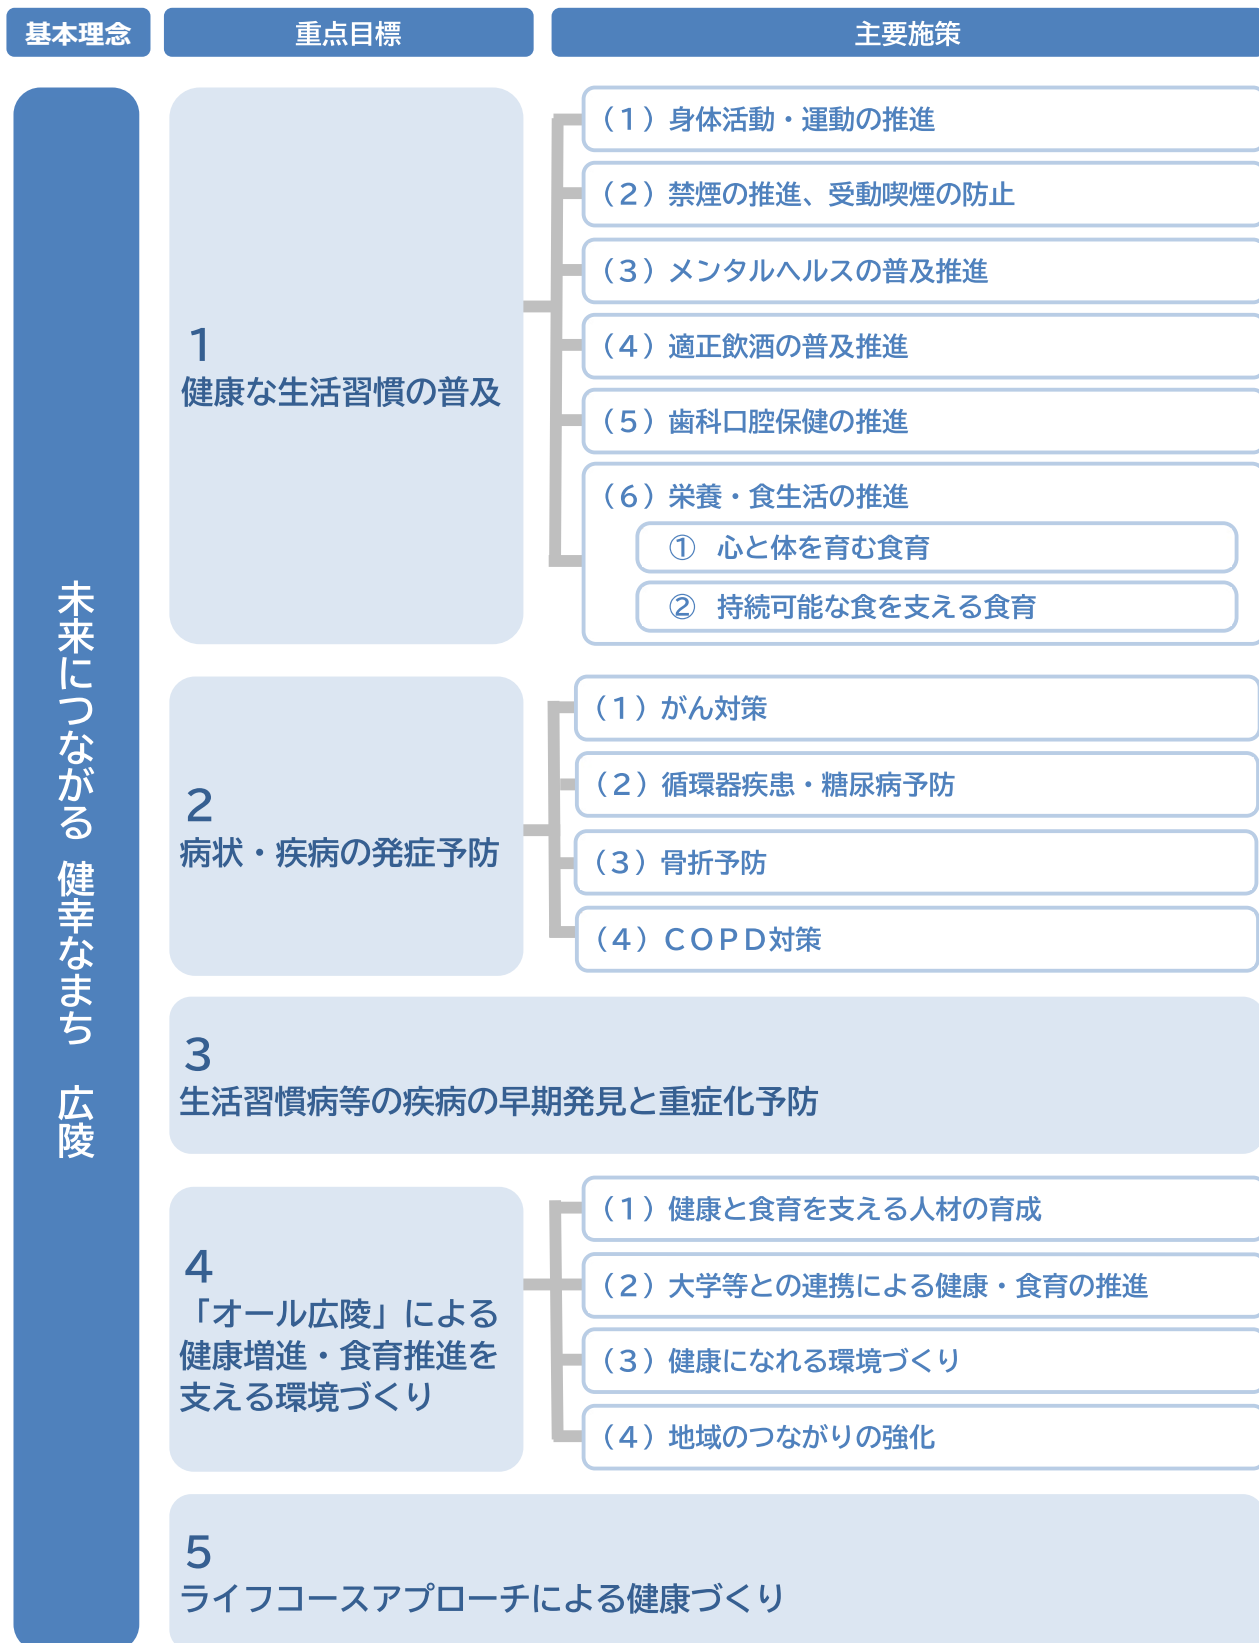 基本理念
重点目標
主要施策
未来につながる 健幸なまち　広陵
1
健康な生活習慣の普及
（1）身体活動・運動の推進
（2）禁煙の推進、受動喫煙の防止
（3）メンタルヘルスの普及推進
（4）適正飲酒の普及推進
（5）歯科口腔保健の推進
（6）栄養・食生活の推進
①　心と体を育む食育
②　持続可能な食を支える食育
2
病状・疾病の発症予防
（1）がん対策
（2）循環器疾患・糖尿病予防
（3）骨折予防
（4）ＣＯＰＤ対策
3
生活習慣病等の疾病の早期発見と重症化予防
4
「オール広陵」による
健康増進・食育推進を
支える環境づくり
（1）健康と食育を支える人材の育成
（2）大学等との連携による健康・食育の推進
（3）健康になれる環境づくり
（4）地域のつながりの強化
5
ライフコースアプローチによる健康づくり